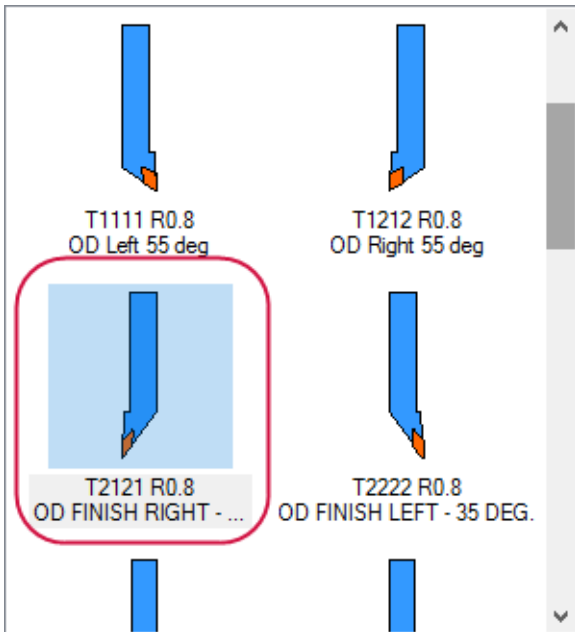 T1111 R0.8
OD Left 55 deg
T1212 R0.8
OD Right 55 deg
T2121 R0.8
OD FINISH RIGHT - ...
T2222 R0.8
OD FINISH LEFT - 35 DEG.